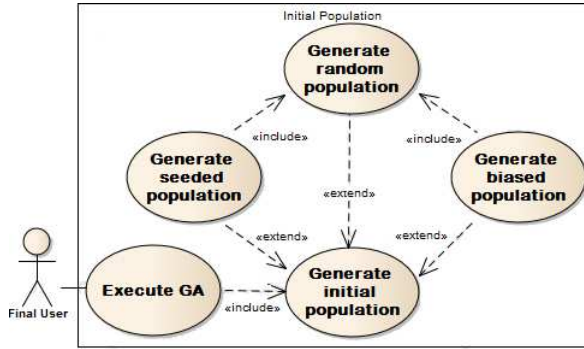 Initial Population
Generate
random
population
«include»
«include»
Generate
seeded
population
Generate
biased
population
«extend»
«extend»
«extend»
Execute GA
Generate
initial
population
«include»
Final User